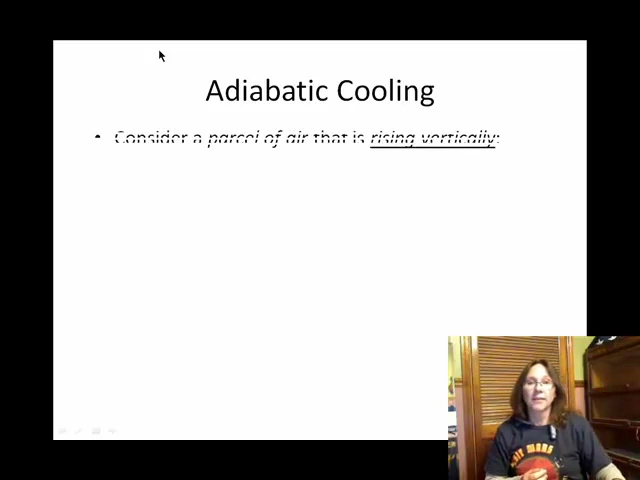 Adiabatic Cooling
• Consider a parcel of air that is rising vertically: